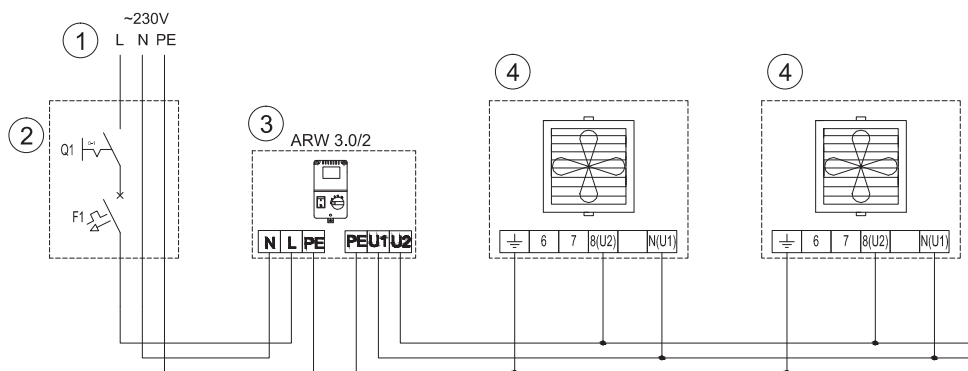 ~230V
1
L N PE
4
4
2
Q1
3
ARW 3.0/2
F1
N L PE PE U1 U2
6 7 8(U2) N(U1)
6 7 8(U2) N(U1)